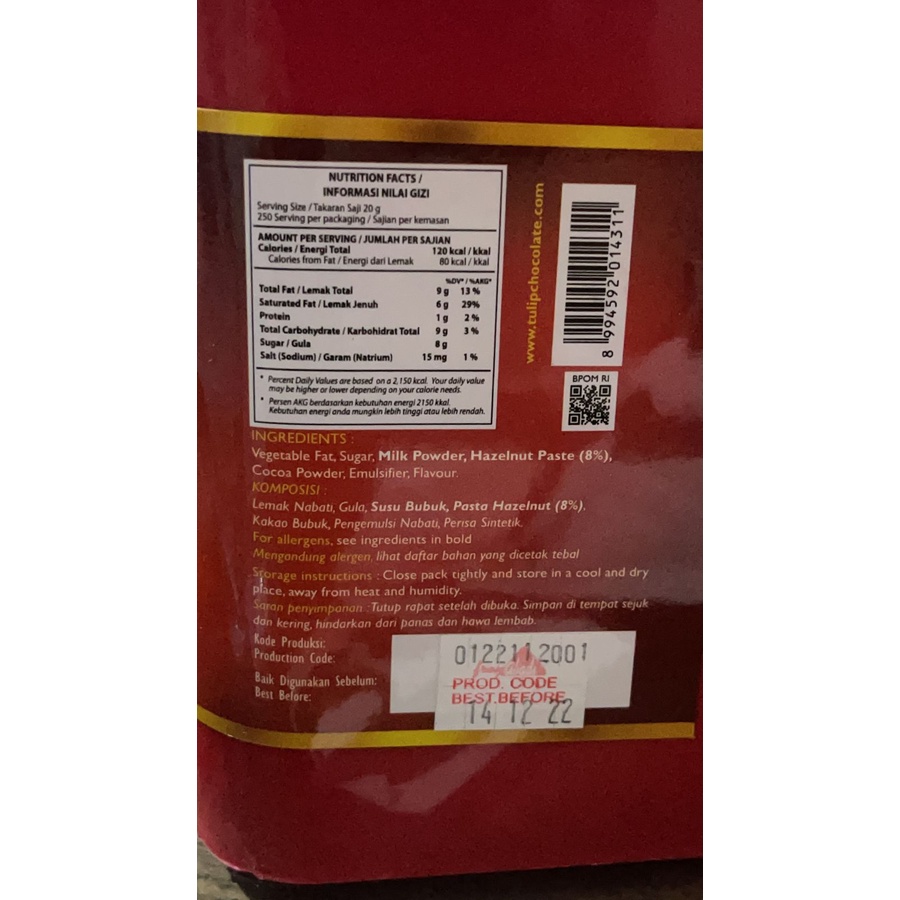 NUTRITION FACTS /
INFORMASI NILAI GIZI
Serving Size / Takaran Saji 20 g
250 Serving per packaging / Sajian per kemasan
AMOUNT PER SERVING / JUMLAH PER SAJIAN
Calories / Energi Total 120 kcal / kkal
Calories from Fat / Energi dari Lemak 80 kcal / kkal
%DV* / %AKG*
Total Fat / Lemak Total 9 g 13 %
Saturated Fat / Lemak Jenuh 6 g 29%
Protein 1 g 2 %
Total Carbohydrate / Karbohidrat Total 9 g 3 %
Sugar / Gula 8 g
Salt (Sodium) / Garam (Natrium) 15 mg 1 %
* Percent Daily Values are based on a 2,150 kcal. Your daily value
may be higher or lower depending on your calorie needs.
* Persen AKG berdasarkan kebutuhan energi 2150 kkal.
Kebutuhan energi anda mungkin lebih tinggi atau lebih rendah.
www.tulipchocolate.com
8 994592 014311
BPOM RI
INGREDIENTS :
Vegetable Fat, Sugar, Milk Powder, Hazelnut Paste (8%),
Cocoa Powder, Emulsifier, Flavour.
KOMPOSISI :
Lemak Nabati, Gula, Susu Bubuk, Pasta Hazelnut (8%),
Kakao Bubuk, Pengemulsi Nabati, Perisa Sintetik.
For allergens, see ingredients in bold
Mengandung alergen, lihat daftar bahan yang dicetak tebal
Storage instructions : Close pack tightly and store in a cool and dry
place, away from heat and humidity.
Saran penyimpanan : Tutup rapat setelah dibuka. Simpan di tempat sejuk
dan kering, hindarkan dari panas dan hawa lembab.
Kode Produksi:
Production Code:
0122112001
PROD. CODE
Baik Digunakan Sebelum:
Best Before:
BEST.BEFORE
14 12 22